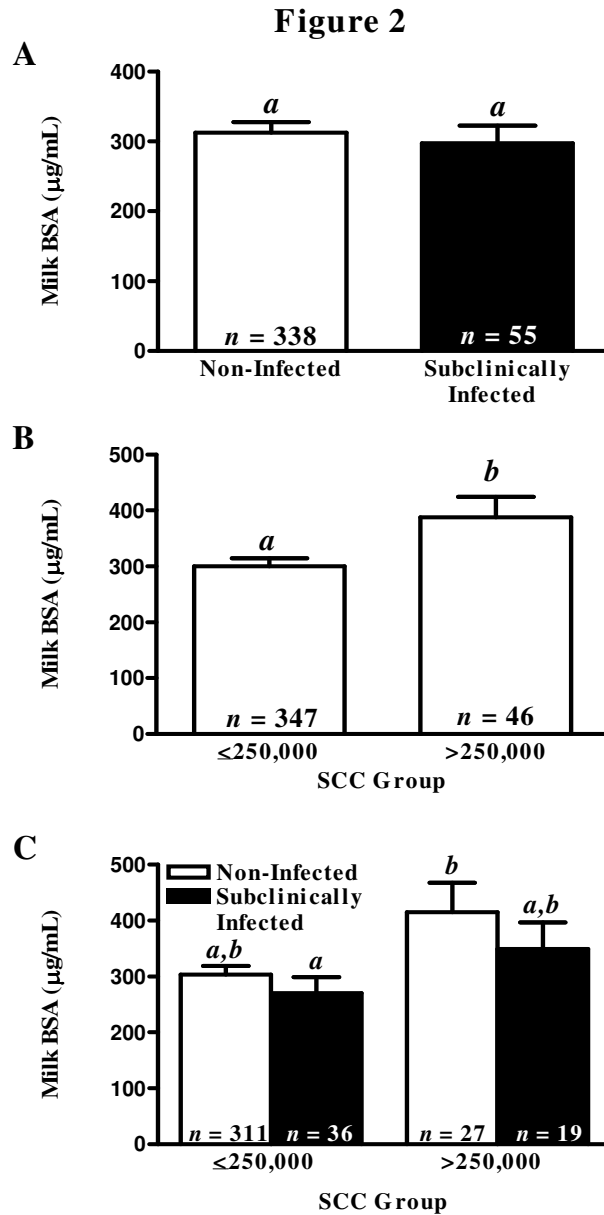 Figure 2
A
Milk BSA (µg/mL)
400
300
200
100
0
a
a
n = 338
n = 55
Non-Infected
Subclinically
Infected
B
Milk BSA (µg/mL)
500
400
300
200
100
0
a
b
n = 347
n = 46
≤250,000
>250,000
SCC Group
C
Milk BSA (µg/mL)
500
400
300
200
100
0
Non-Infected
Subclinically
Infected
a,b
a
b
a,b
n = 311
n = 36
n = 27
n = 19
≤250,000
>250,000
SCC Group